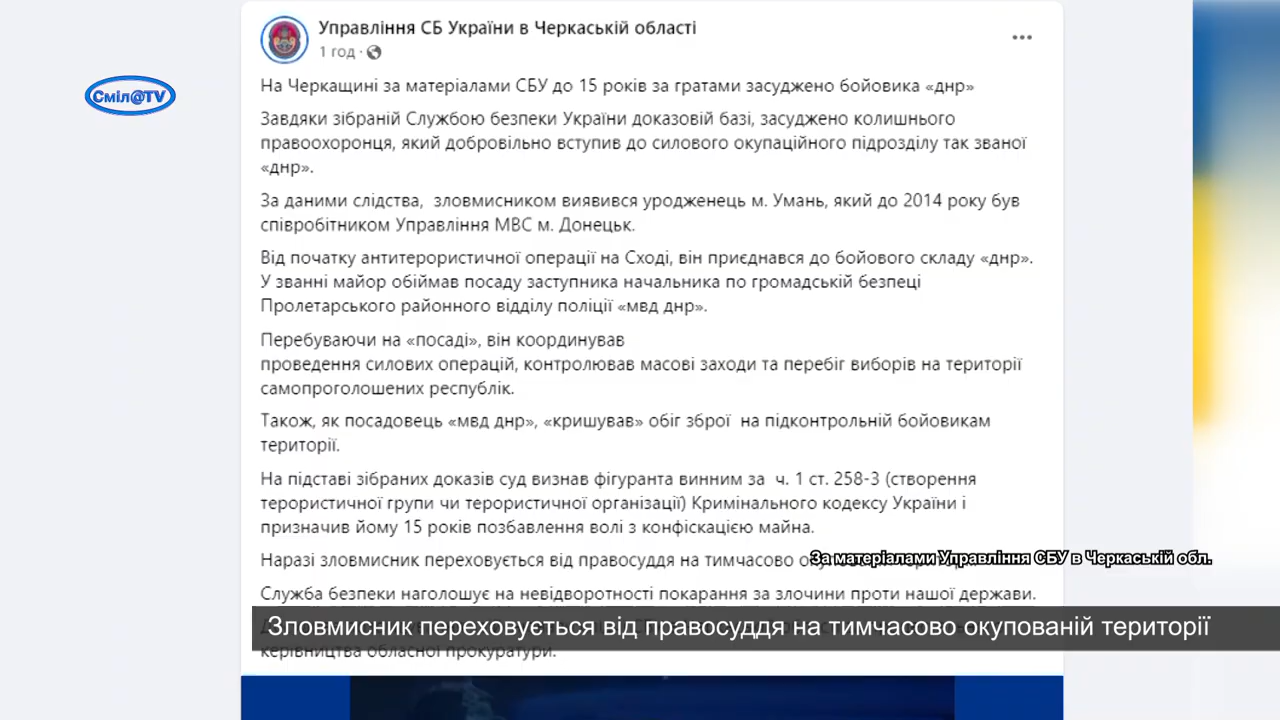 Управління СБ України в Черкаській області
1 год ·
Сміл@TV
На Черкащині за матеріалами СБУ до 15 років за гратами засуджено бойовика «днр»
Завдяки зібраній Службою безпеки України доказовій базі, засуджено колишнього
правоохоронця, який добровільно вступив до силового окупаційного підрозділу так званої
«днр».
За даними слідства, зловмисником виявився уродженець м. Умань, який до 2014 року був
співробітником Управління МВС м. Донецьк.
Від початку антитерористичної операції на Сході, він приєднався до бойового складу «днр».
У званні майор обіймав посаду заступника начальника по громадській безпеці
Пролетарського районного відділу поліції «мвд днр».
Перебуваючи на «посаді», він координував
проведення силових операцій, контролював масові заходи та перебіг виборів на території
самопроголошених республік.
Також, як посадовець «мвд днр», «кришував» обіг зброї на підконтрольній бойовикам
території.
На підставі зібраних доказів суд визнав фігуранта винним за ч. 1 ст. 258-3 (створення
терористичної групи чи терористичної організації) Кримінального кодексу України і
призначив йому 15 років позбавлення волі з конфіскацією майна.
Наразі зловмисник переховується від правосуддя на тимчасово
За матеріалами Управління СБУ в Черкаській обл.
Служба безпеки наголошує на невідворотності покарання за злочини проти нашої держави.
Зловмисник переховується від правосуддя на тимчасово окупованій території
керівництва обласної прокуратури.